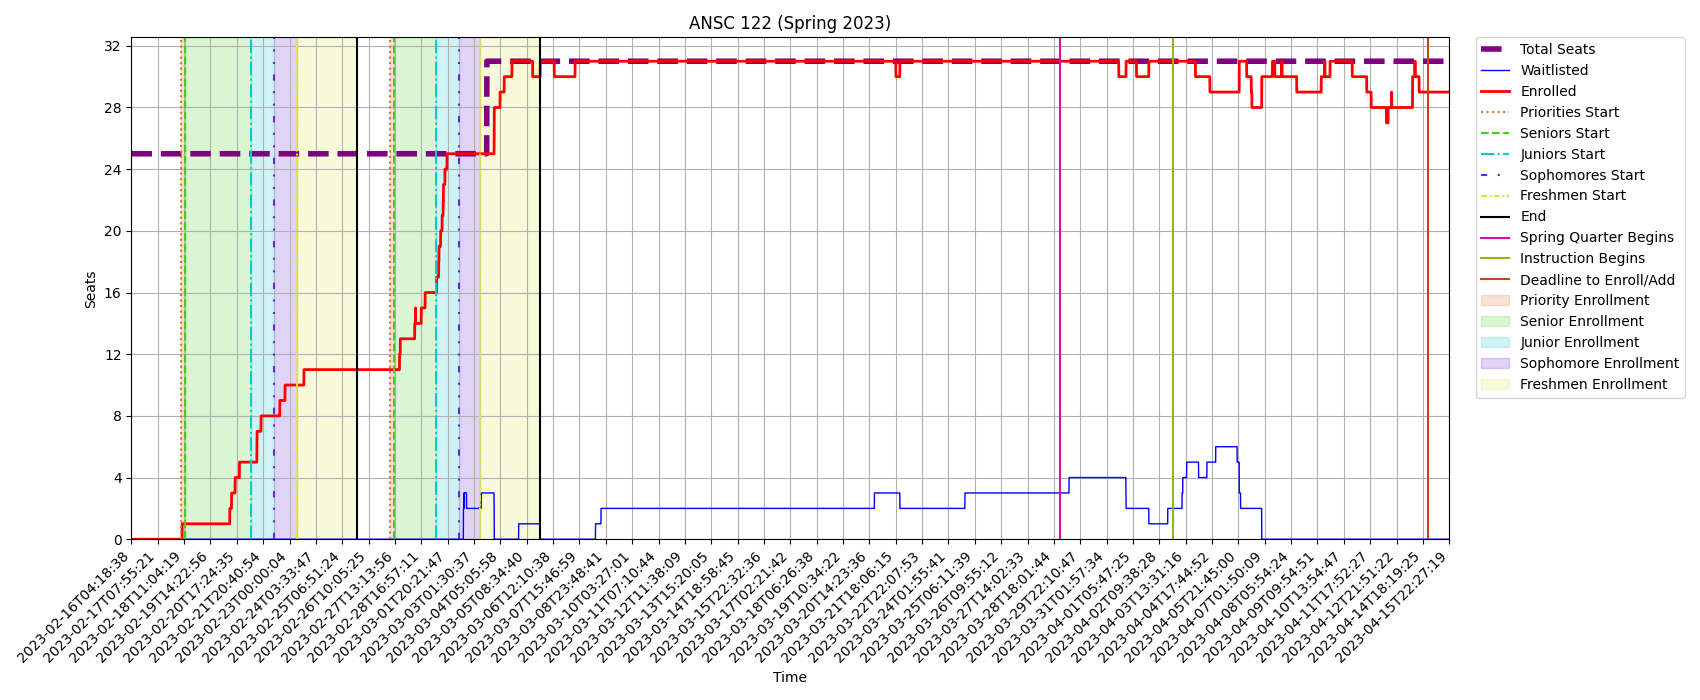 ANSC 122 (Spring 2023)
Seats
32
28
24
20
16
12
8
4
0
2023-02-16T04:18:38
2023-02-17T07:55:21
2023-02-18T11:04:19
2023-02-19T14:22:56
2023-02-20T17:24:35
2023-02-21T20:40:54
2023-02-23T00:00:04
2023-02-24T03:33:47
2023-02-25T06:51:24
2023-02-26T10:05:25
2023-02-27T13:13:56
2023-02-28T16:57:11
2023-03-01T20:21:47
2023-03-03T01:30:37
2023-03-04T05:05:58
2023-03-05T08:34:40
2023-03-06T12:10:38
2023-03-07T15:46:59
2023-03-08T23:48:41
2023-03-10T03:27:01
2023-03-11T07:10:44
2023-03-12T11:38:09
2023-03-13T15:20:05
2023-03-14T18:58:45
2023-03-15T22:32:36
2023-03-17T02:21:42
2023-03-18T06:26:38
2023-03-19T10:34:22
2023-03-20T14:23:36
2023-03-21T18:06:15
2023-03-22T22:07:53
2023-03-24T01:55:41
2023-03-25T06:11:39
2023-03-26T09:55:12
2023-03-27T14:02:33
2023-03-28T18:01:44
2023-03-29T22:10:47
2023-03-31T01:57:34
2023-04-01T05:47:25
2023-04-02T09:38:28
2023-04-03T13:31:16
2023-04-04T17:44:52
2023-04-05T21:45:00
2023-04-07T01:50:09
2023-04-08T05:54:24
2023-04-09T09:54:51
2023-04-10T13:54:47
2023-04-11T17:52:27
2023-04-12T21:51:22
2023-04-14T18:19:25
2023-04-15T22:27:19
Time
Total Seats
Waitlisted
Enrolled
Priorities Start
Seniors Start
Juniors Start
Sophomores Start
Freshmen Start
End
Spring Quarter Begins
Instruction Begins
Deadline to Enroll/Add
Priority Enrollment
Senior Enrollment
Junior Enrollment
Sophomore Enrollment
Freshmen Enrollment